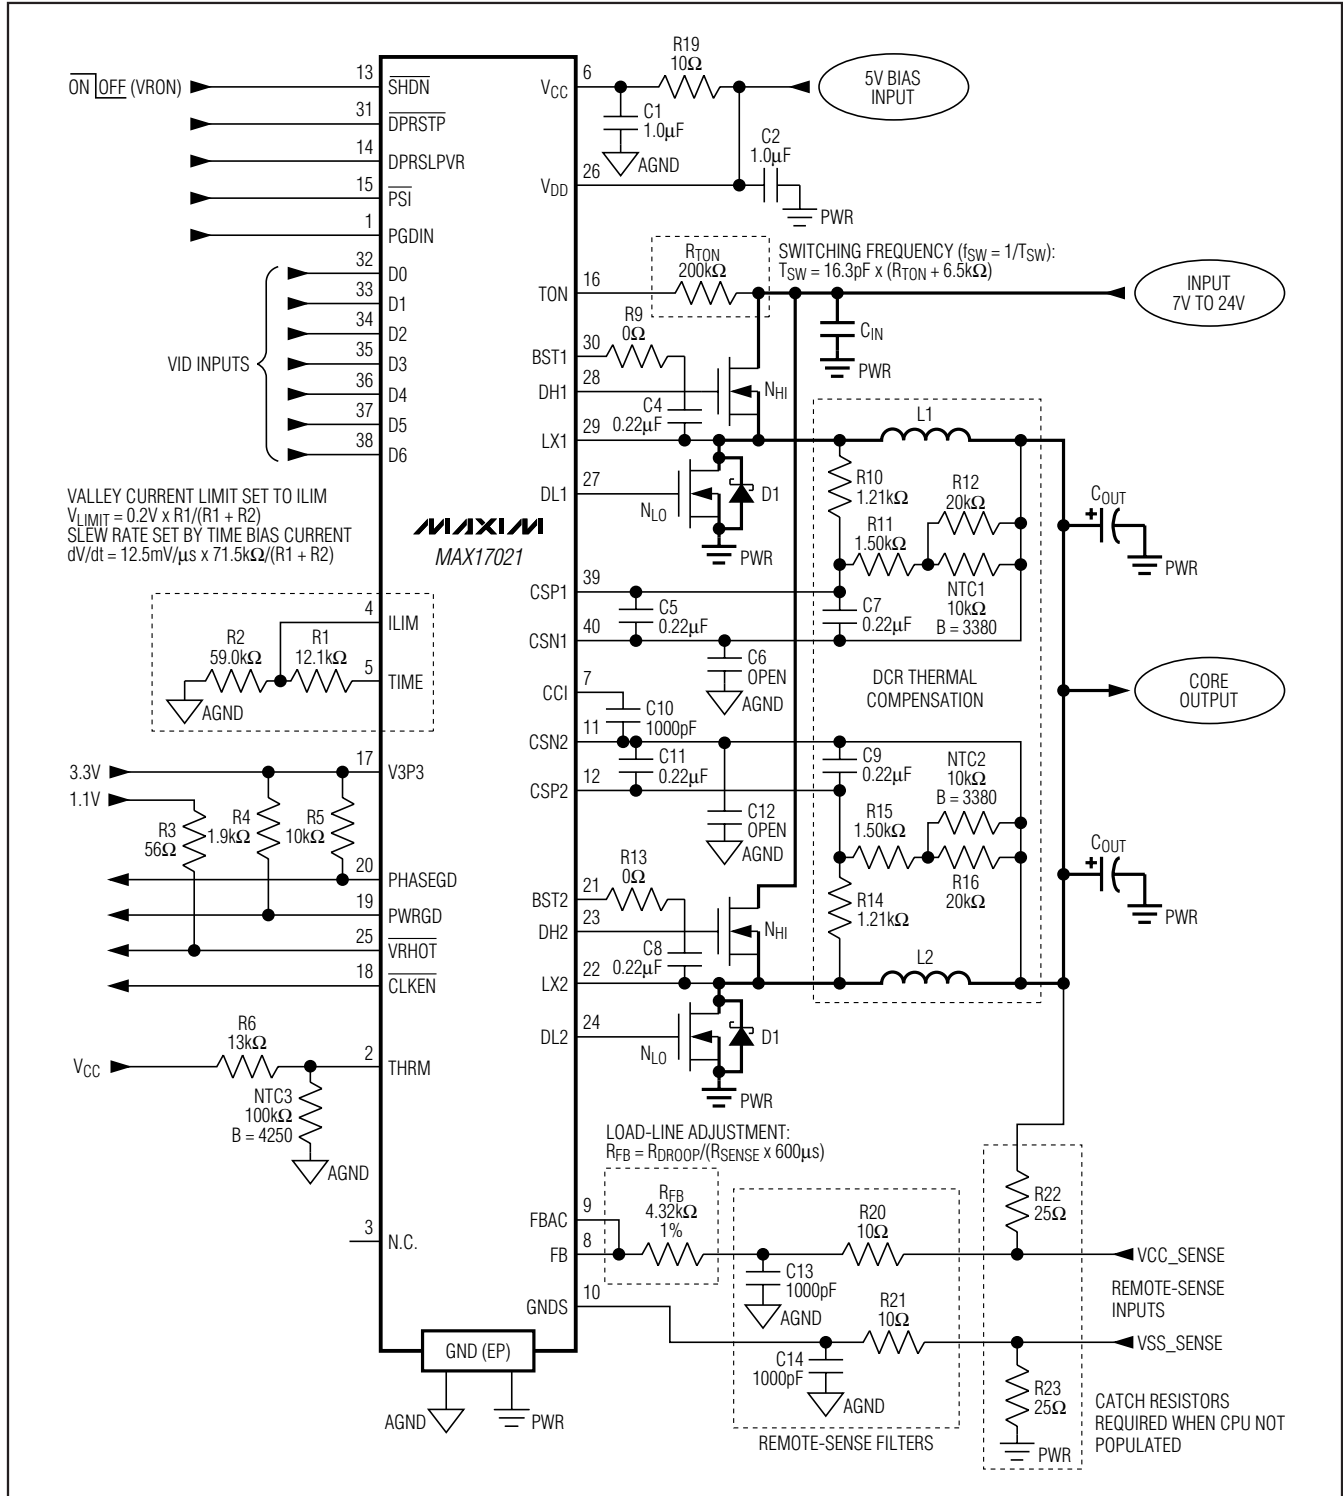 ON OFF (VRON)
13
SHDN
31
DPRSTP
14
DPRSLPVR
15
PSI
1
PGDIN
VID INPUTS
32
D0
33
D1
34
D2
35
D3
36
D4
37
D5
38
D6
VALLEY CURRENT LIMIT SET TO ILIM
VLIMIT = 0.2V x R1/(R1 + R2)
SLEW RATE SET BY TIME BIAS CURRENT
dV/dt = 12.5mV/μs x 71.5kΩ/(R1 + R2)
4
ILIM
R2
59.0kΩ
R1
12.1kΩ
5
TIME
AGND
3.3V
17
V3P3
1.1V
R3
56Ω
R4
1.9kΩ
R5
10kΩ
20
PHASEGD
19
PWRGD
25
VRHOT
18
CLKEN
VCC
R6
13kΩ
2
THRM
NTC3
100kΩ
B = 4250
AGND
3
N.C.
MAXIM
MAX17021
GND (EP)
AGND
PWR
VCC
6
R19
10Ω
5V BIAS
INPUT
C1
1.0μF
AGND
C2
1.0μF
VDD
26
PWR
RTON
200kΩ
SWITCHING FREQUENCY (fSW = 1/TSW):
TSW = 16.3pF x (RTON + 6.5kΩ)
TON
16
INPUT
7V TO 24V
CIN
PWR
R9
0Ω
BST1
30
DH1
28
NHI
C4
0.22μF
LX1
29
L1
DL1
27
NLO
D1
PWR
R10
1.21kΩ
R12
20kΩ
R11
1.50kΩ
NTC1
10kΩ
B = 3380
COUT
PWR
CSP1
39
C5
0.22μF
C7
0.22μF
CSN1
40
C6
OPEN
AGND
DCR THERMAL
COMPENSATION
CORE
OUTPUT
CCI
7
C10
1000pF
CSN2
11
C11
0.22μF
C9
0.22μF
CSP2
12
C12
OPEN
AGND
NTC2
10kΩ
B = 3380
R15
1.50kΩ
R16
20kΩ
R14
1.21kΩ
COUT
PWR
R13
0Ω
BST2
21
DH2
23
NHI
C8
0.22μF
LX2
22
L2
DL2
24
NLO
D1
PWR
LOAD-LINE ADJUSTMENT:
RFB = RDROOP/(RSENSE x 600μs)
RFB
4.32kΩ
1%
FBAC
9
FB
8
GNDS
10
C13
1000pF
AGND
R20
10Ω
R21
10Ω
C14
1000pF
AGND
REMOTE-SENSE FILTERS
R22
25Ω
VCC_SENSE
REMOTE-SENSE
INPUTS
VSS_SENSE
R23
25Ω
PWR
CATCH RESISTORS
REQUIRED WHEN CPU NOT
POPULATED